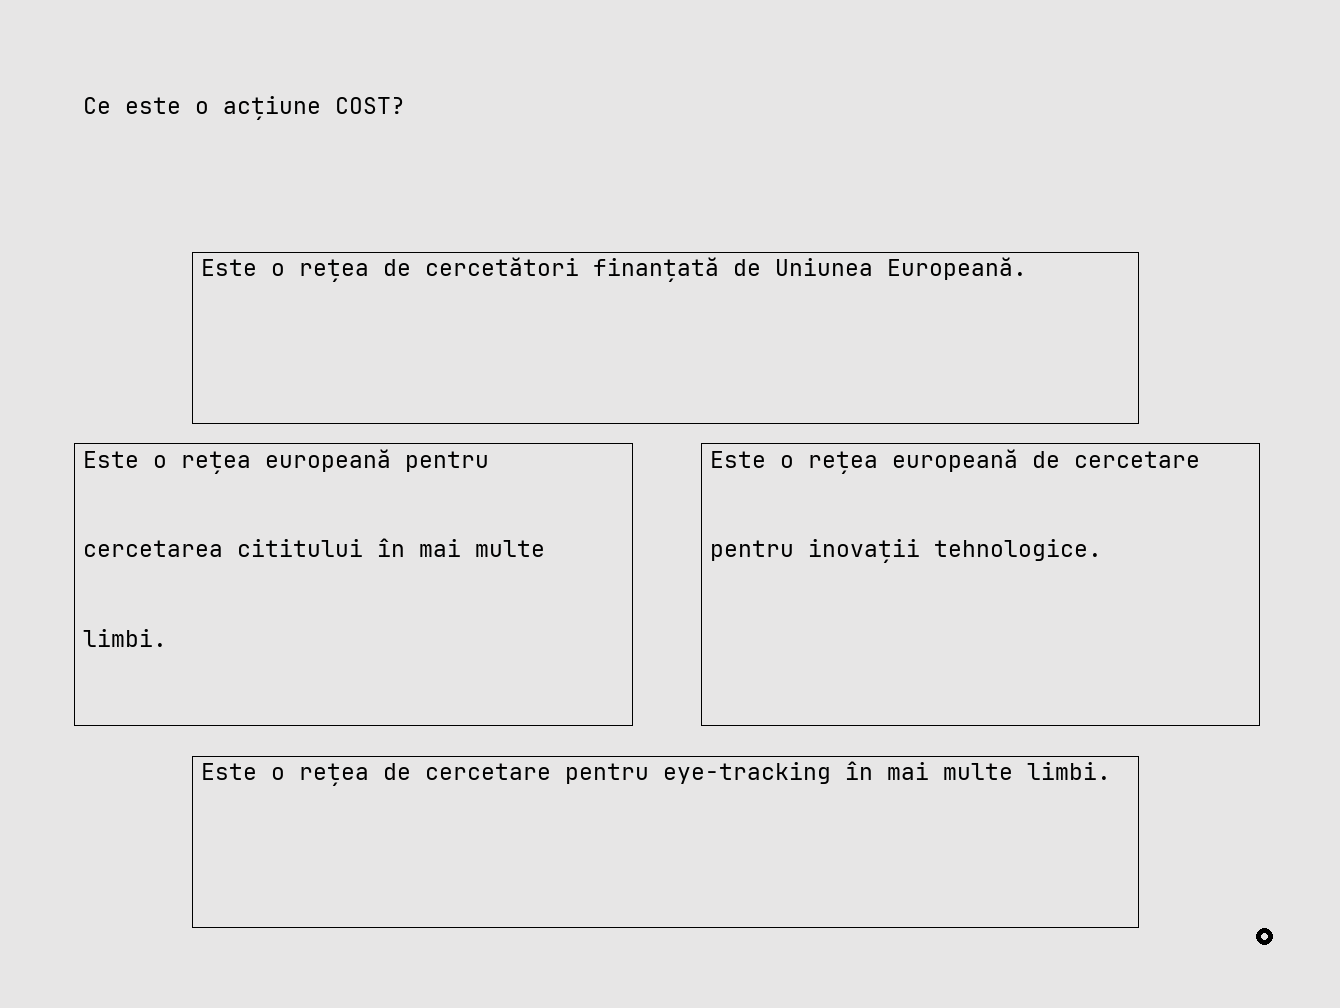 Ce este o acțiune COST?
Este o rețea de cercetători finanțată de Uniunea Europeană.
Este o rețea europeană pentru
cercetarea cititului în mai multe
limbi.
Este o rețea europeană de cercetare
pentru inovații tehnologice.
Este o rețea de cercetare pentru eye-tracking în mai multe limbi.